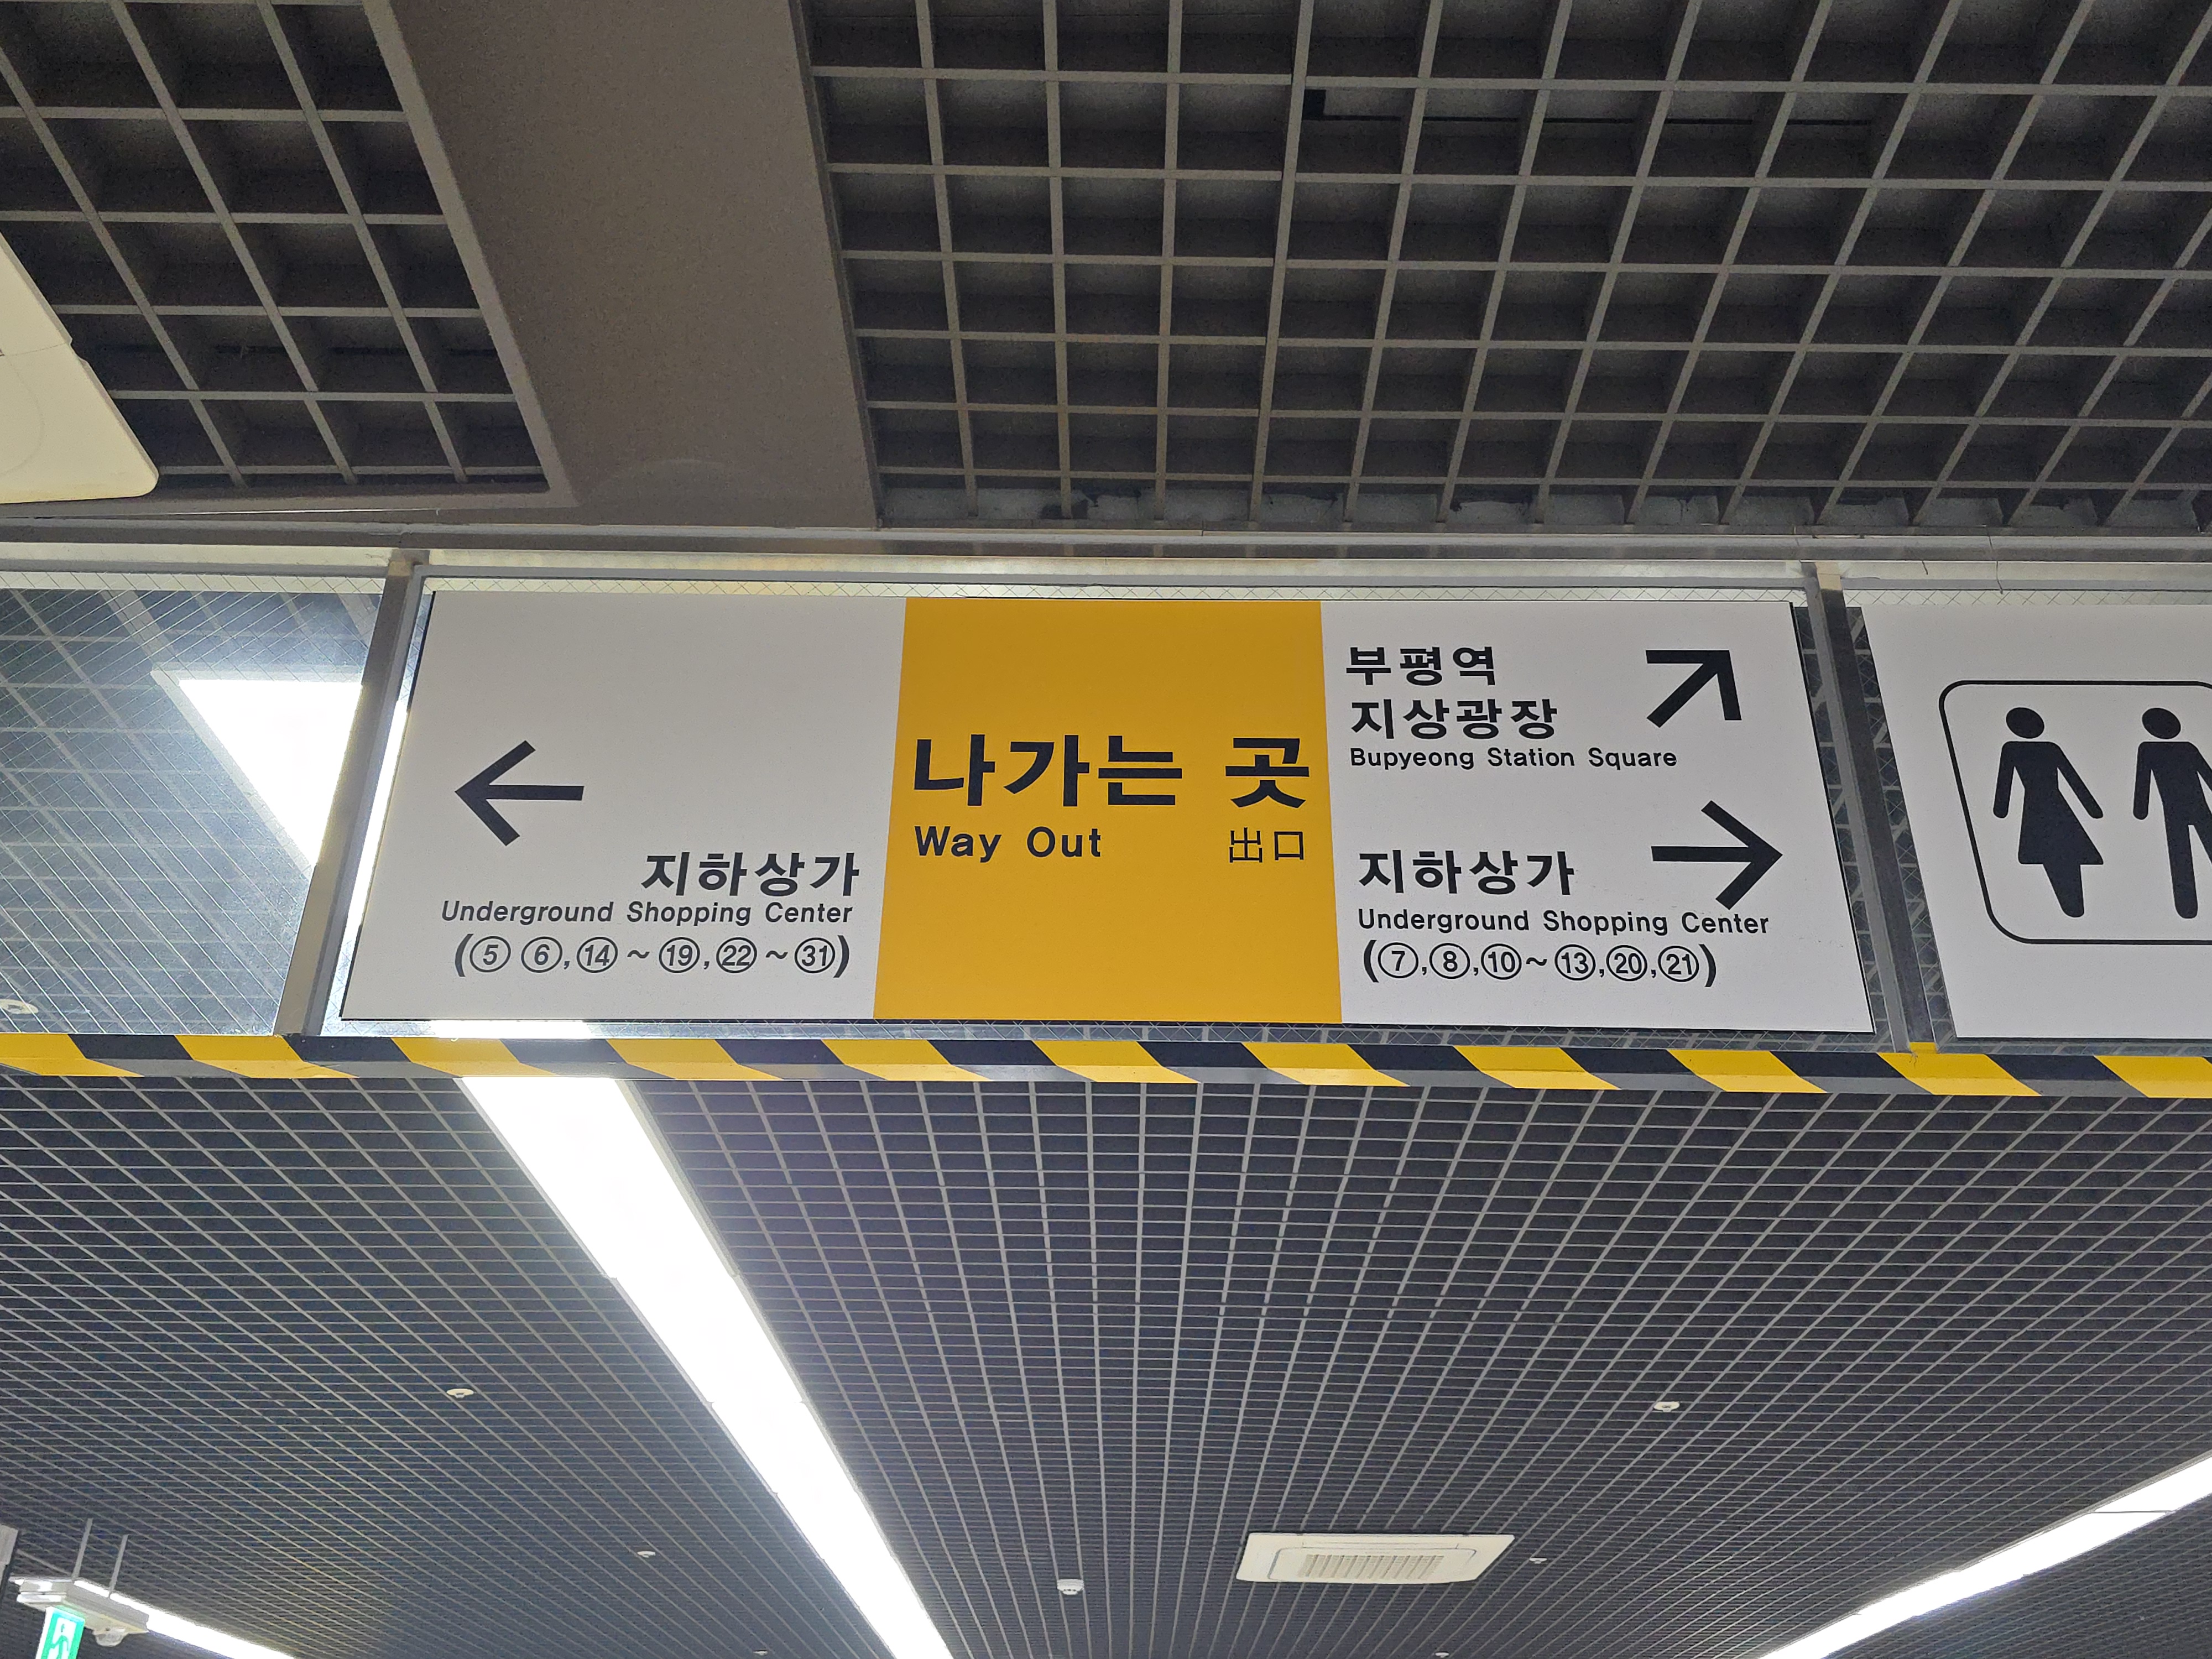 지하상가
Underground Shopping Center
(⑤ ⑥,⑭~⑲,㉒~㉛)
나가는 곳
Way Out 出口
부평역
지상광장
Bupyeong Station Square
지하상가
Underground Shopping Center
(⑦,⑧,⑩~⑬,⑳,㉑)